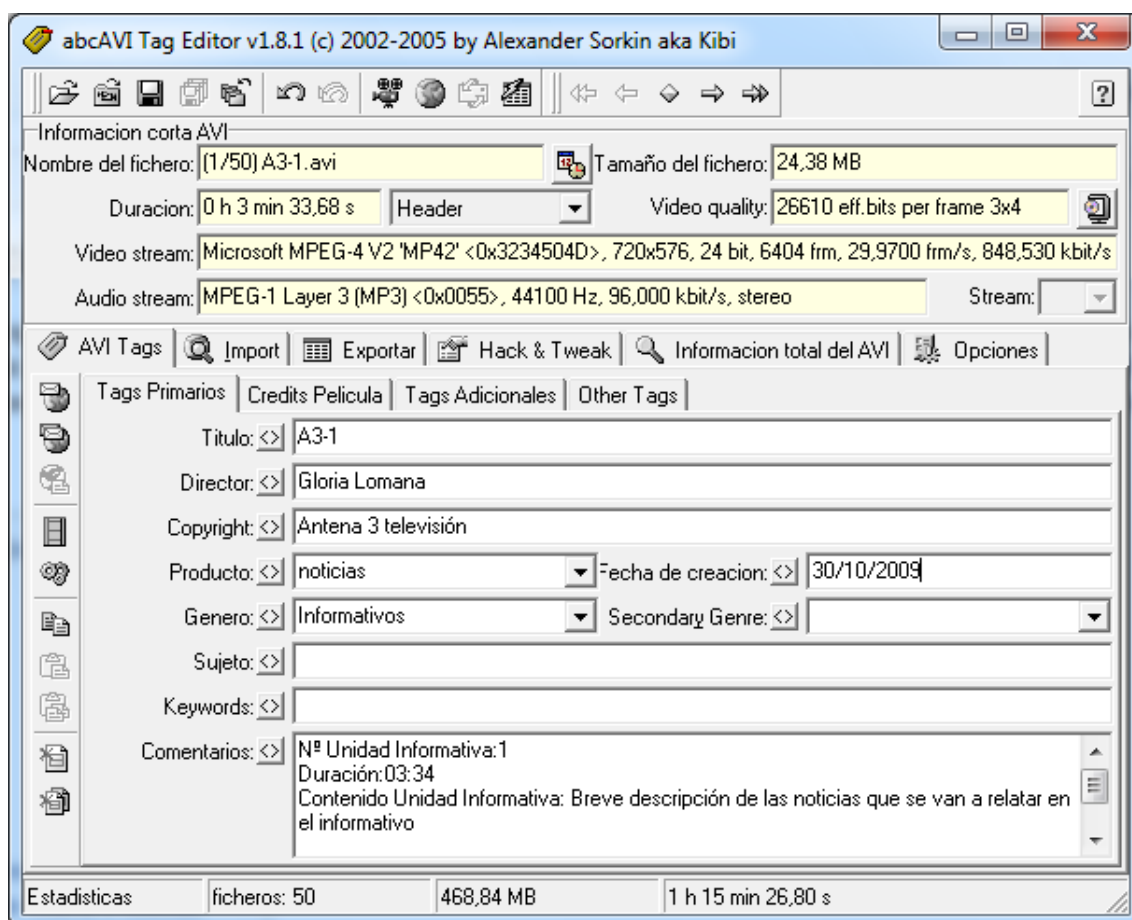 abcAVI Tag Editor v1.8.1 (c) 2002-2005 by Alexander Sorkin aka Kibi
Informacion corta AVI
Nombre del fichero: (1/50) A3-1.avi Tamaño del fichero: 24,38 MB
Duracion: 0 h 3 min 33,68 s Header Video quality: 26610 eff.bits per frame 3x4
Video stream: Microsoft MPEG-4 V2 'MP42' <0x3234504D>, 720x576, 24 bit, 6404 frm, 29,9700 frm/s, 848,530 kbit/s
Audio stream: MPEG-1 Layer 3 (MP3) <0x0055>, 44100 Hz, 96,000 kbit/s, stereo Stream:
AVI Tags Import Exportar Hack & Tweak Informacion total del AVI Opciones
Tags Primarios Credits Pelicula Tags Adicionales Other Tags
Titulo: <> A3-1
Director: <> Gloria Lomana
Copyright: <> Antena 3 televisión
Producto: <> noticias Fecha de creacion: <> 30/10/2009
Genero: <> Informativos Secondary Genre: <>
Sujeto: <>
Keywords: <>
Comentarios: <> Nº Unidad Informativa:1
Duración:03:34
Contenido Unidad Informativa: Breve descripción de las noticias que se van a relatar en
el informativo
Estadisticas ficheros: 50 468,84 MB 1 h 15 min 26,80 s